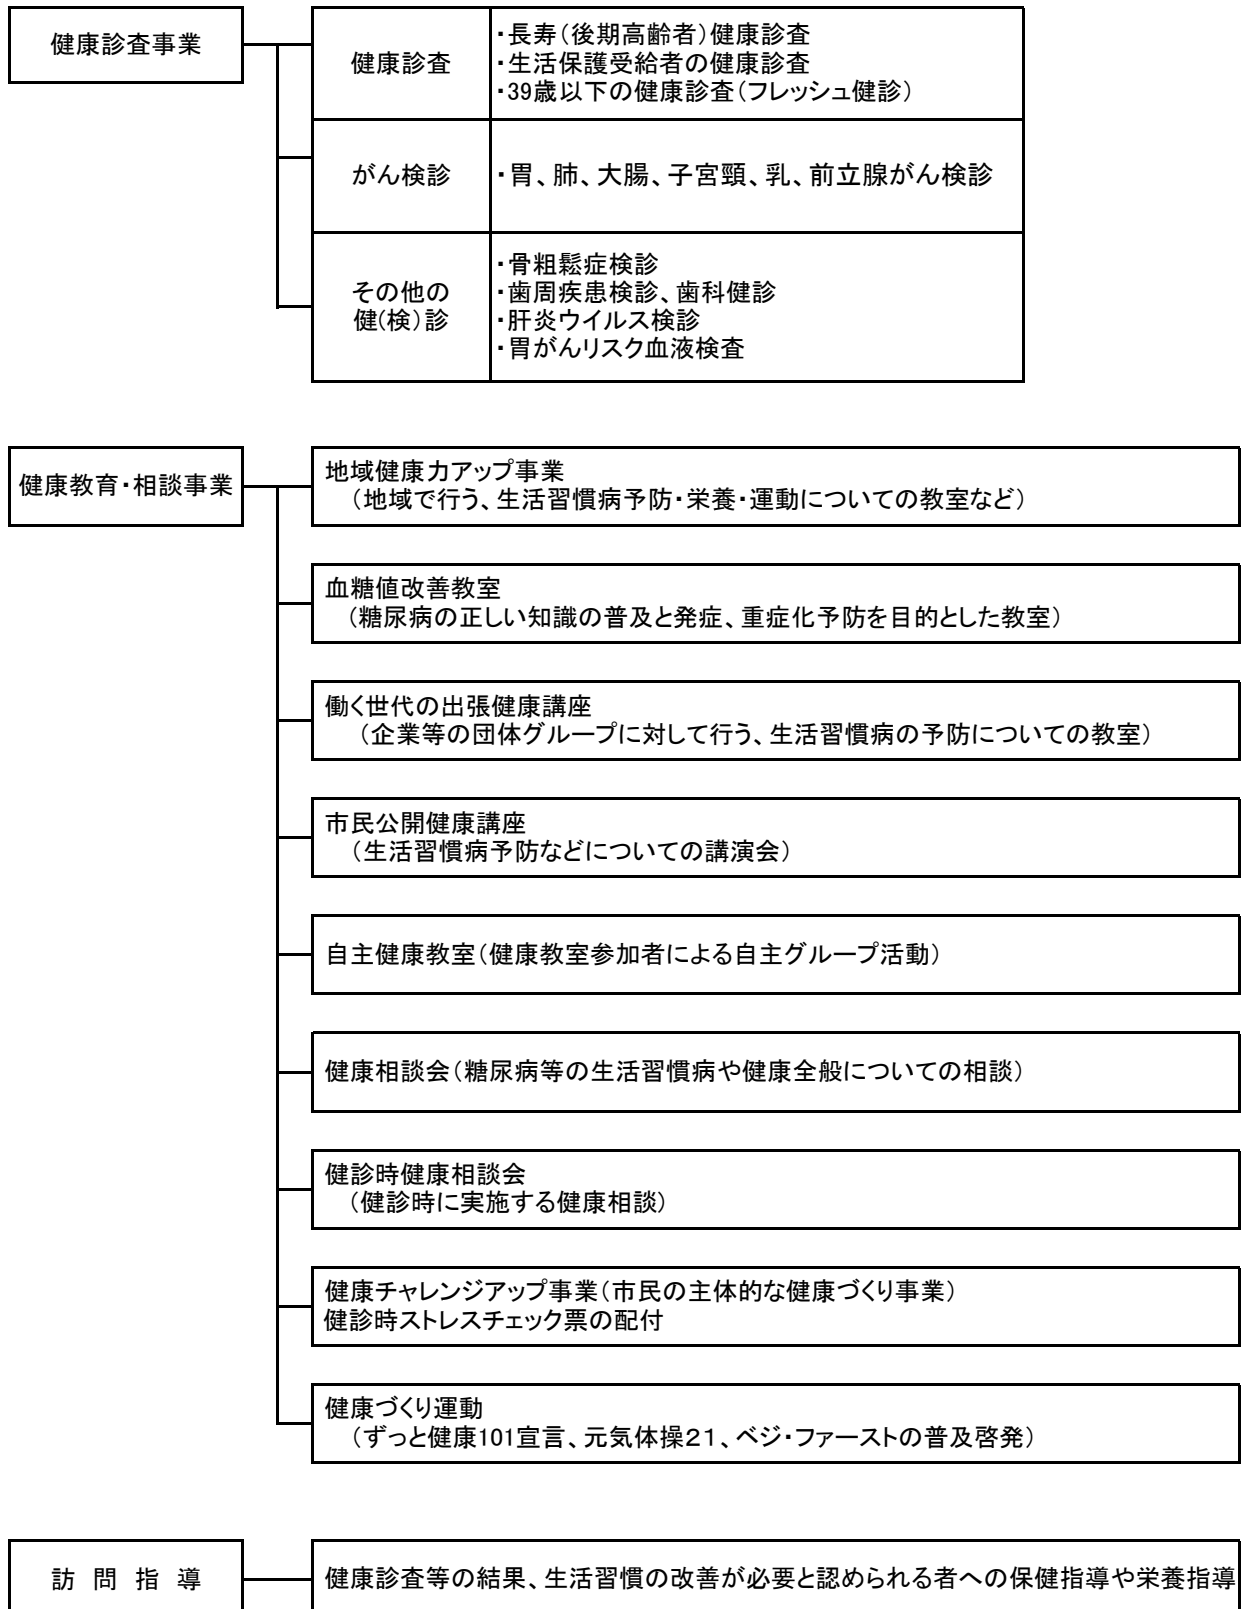 健康診査事業
健康診査
・長寿（後期高齢者）健康診査
・生活保護受給者の健康診査
・39歳以下の健康診査（フレッシュ健診）
がん検診
・胃、肺、大腸、子宮頸、乳、前立腺がん検診
その他の
健(検)診
・骨粗鬆症検診
・歯周疾患検診、歯科健診
・肝炎ウイルス検診
・胃がんリスク血液検査
健康教育・相談事業
地域健康力アップ事業
（地域で行う、生活習慣病予防・栄養・運動についての教室など）
血糖値改善教室
（糖尿病の正しい知識の普及と発症、重症化予防を目的とした教室）
働く世代の出張健康講座
（企業等の団体グループに対して行う、生活習慣病の予防についての教室）
市民公開健康講座
（生活習慣病予防などについての講演会）
自主健康教室（健康教室参加者による自主グループ活動）
健康相談会（糖尿病等の生活習慣病や健康全般についての相談）
健診時健康相談会
（健診時に実施する健康相談）
健康チャレンジアップ事業（市民の主体的な健康づくり事業）
健診時ストレスチェック票の配付
健康づくり運動
（ずっと健康101宣言、元気体操２１、ベジ・ファーストの普及啓発）
訪　問　指　導
健康診査等の結果、生活習慣の改善が必要と認められる者への保健指導や栄養指導